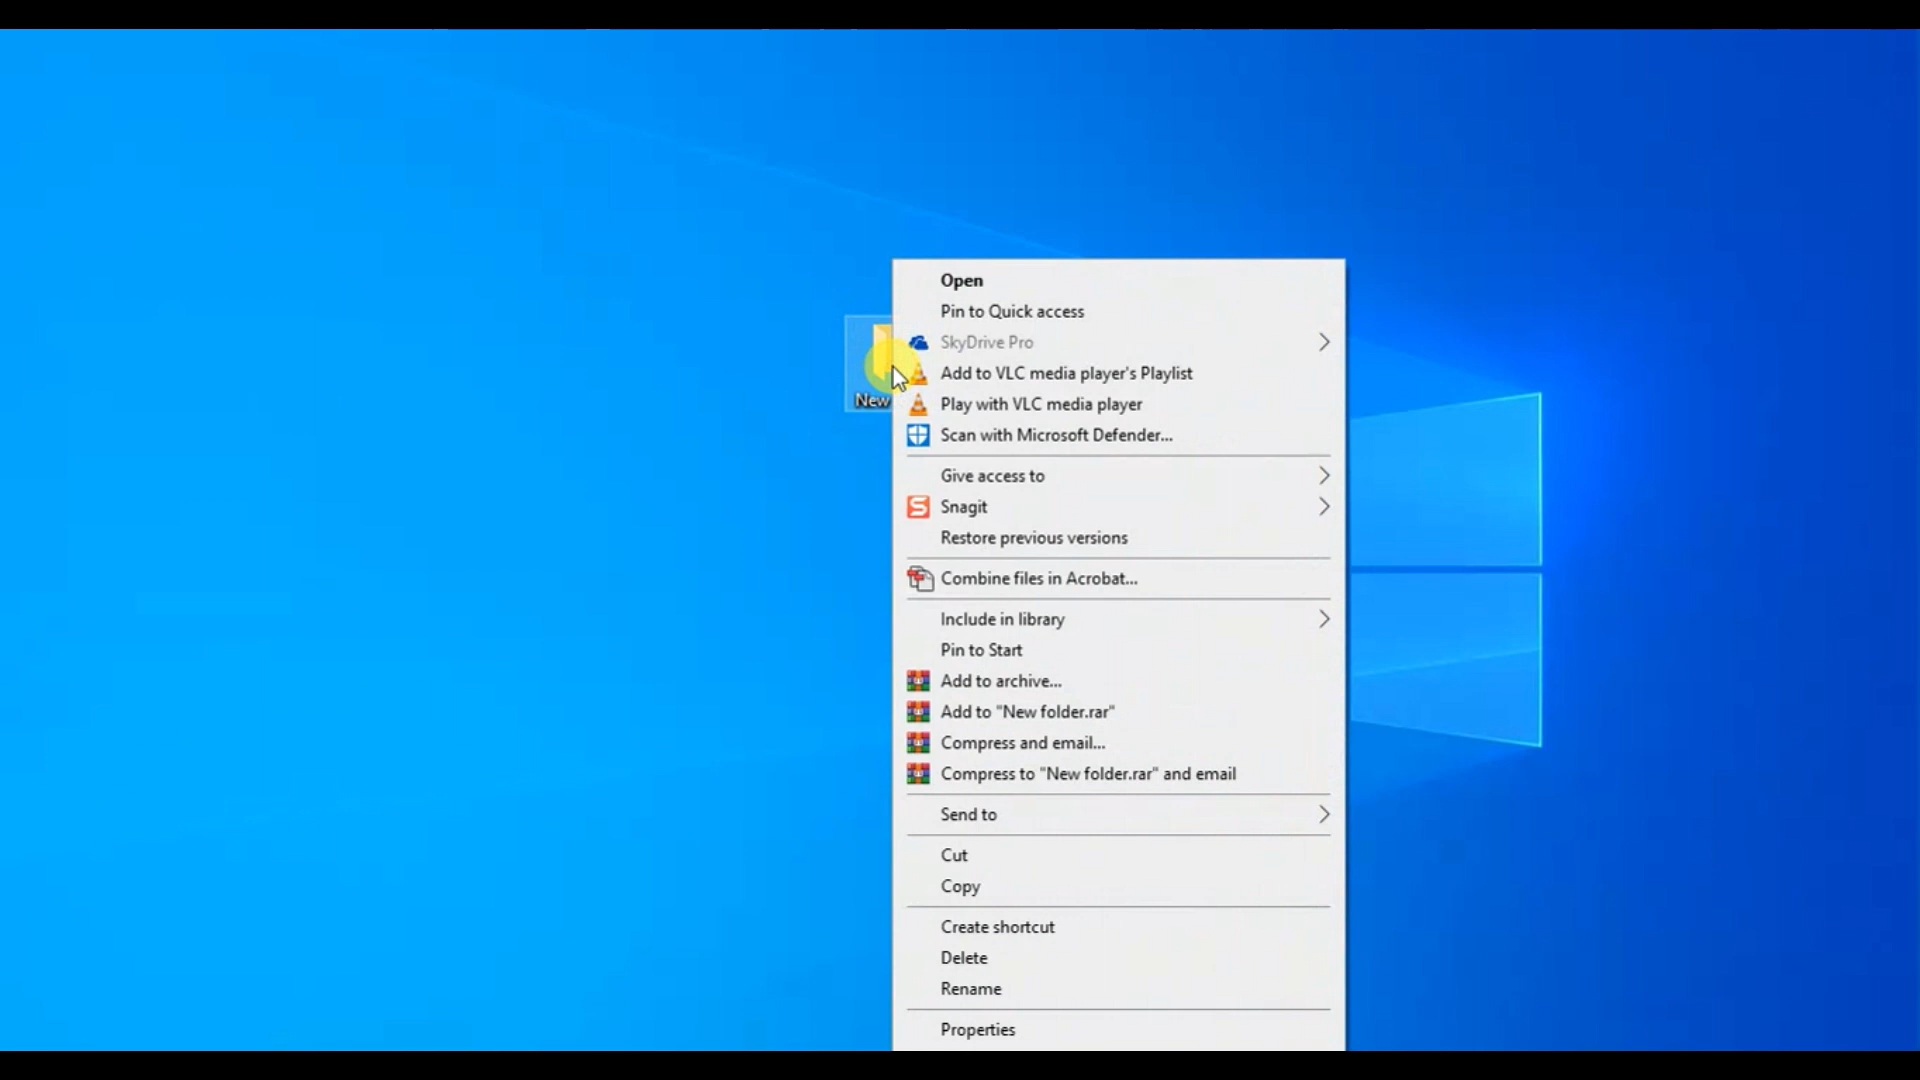 Open
Pin to Quick access
SkyDrive Pro
Add to VLC media player's Playlist
Play with VLC media player
Scan with Microsoft Defender...
New
Give access to
Snagit
Restore previous versions
Combine files in Acrobat...
Include in library
Pin to Start
Add to archive...
Add to "New folder.rar"
Compress and email...
Compress to "New folder.rar" and email
Send to
Cut
Copy
Create shortcut
Delete
Rename
Properties